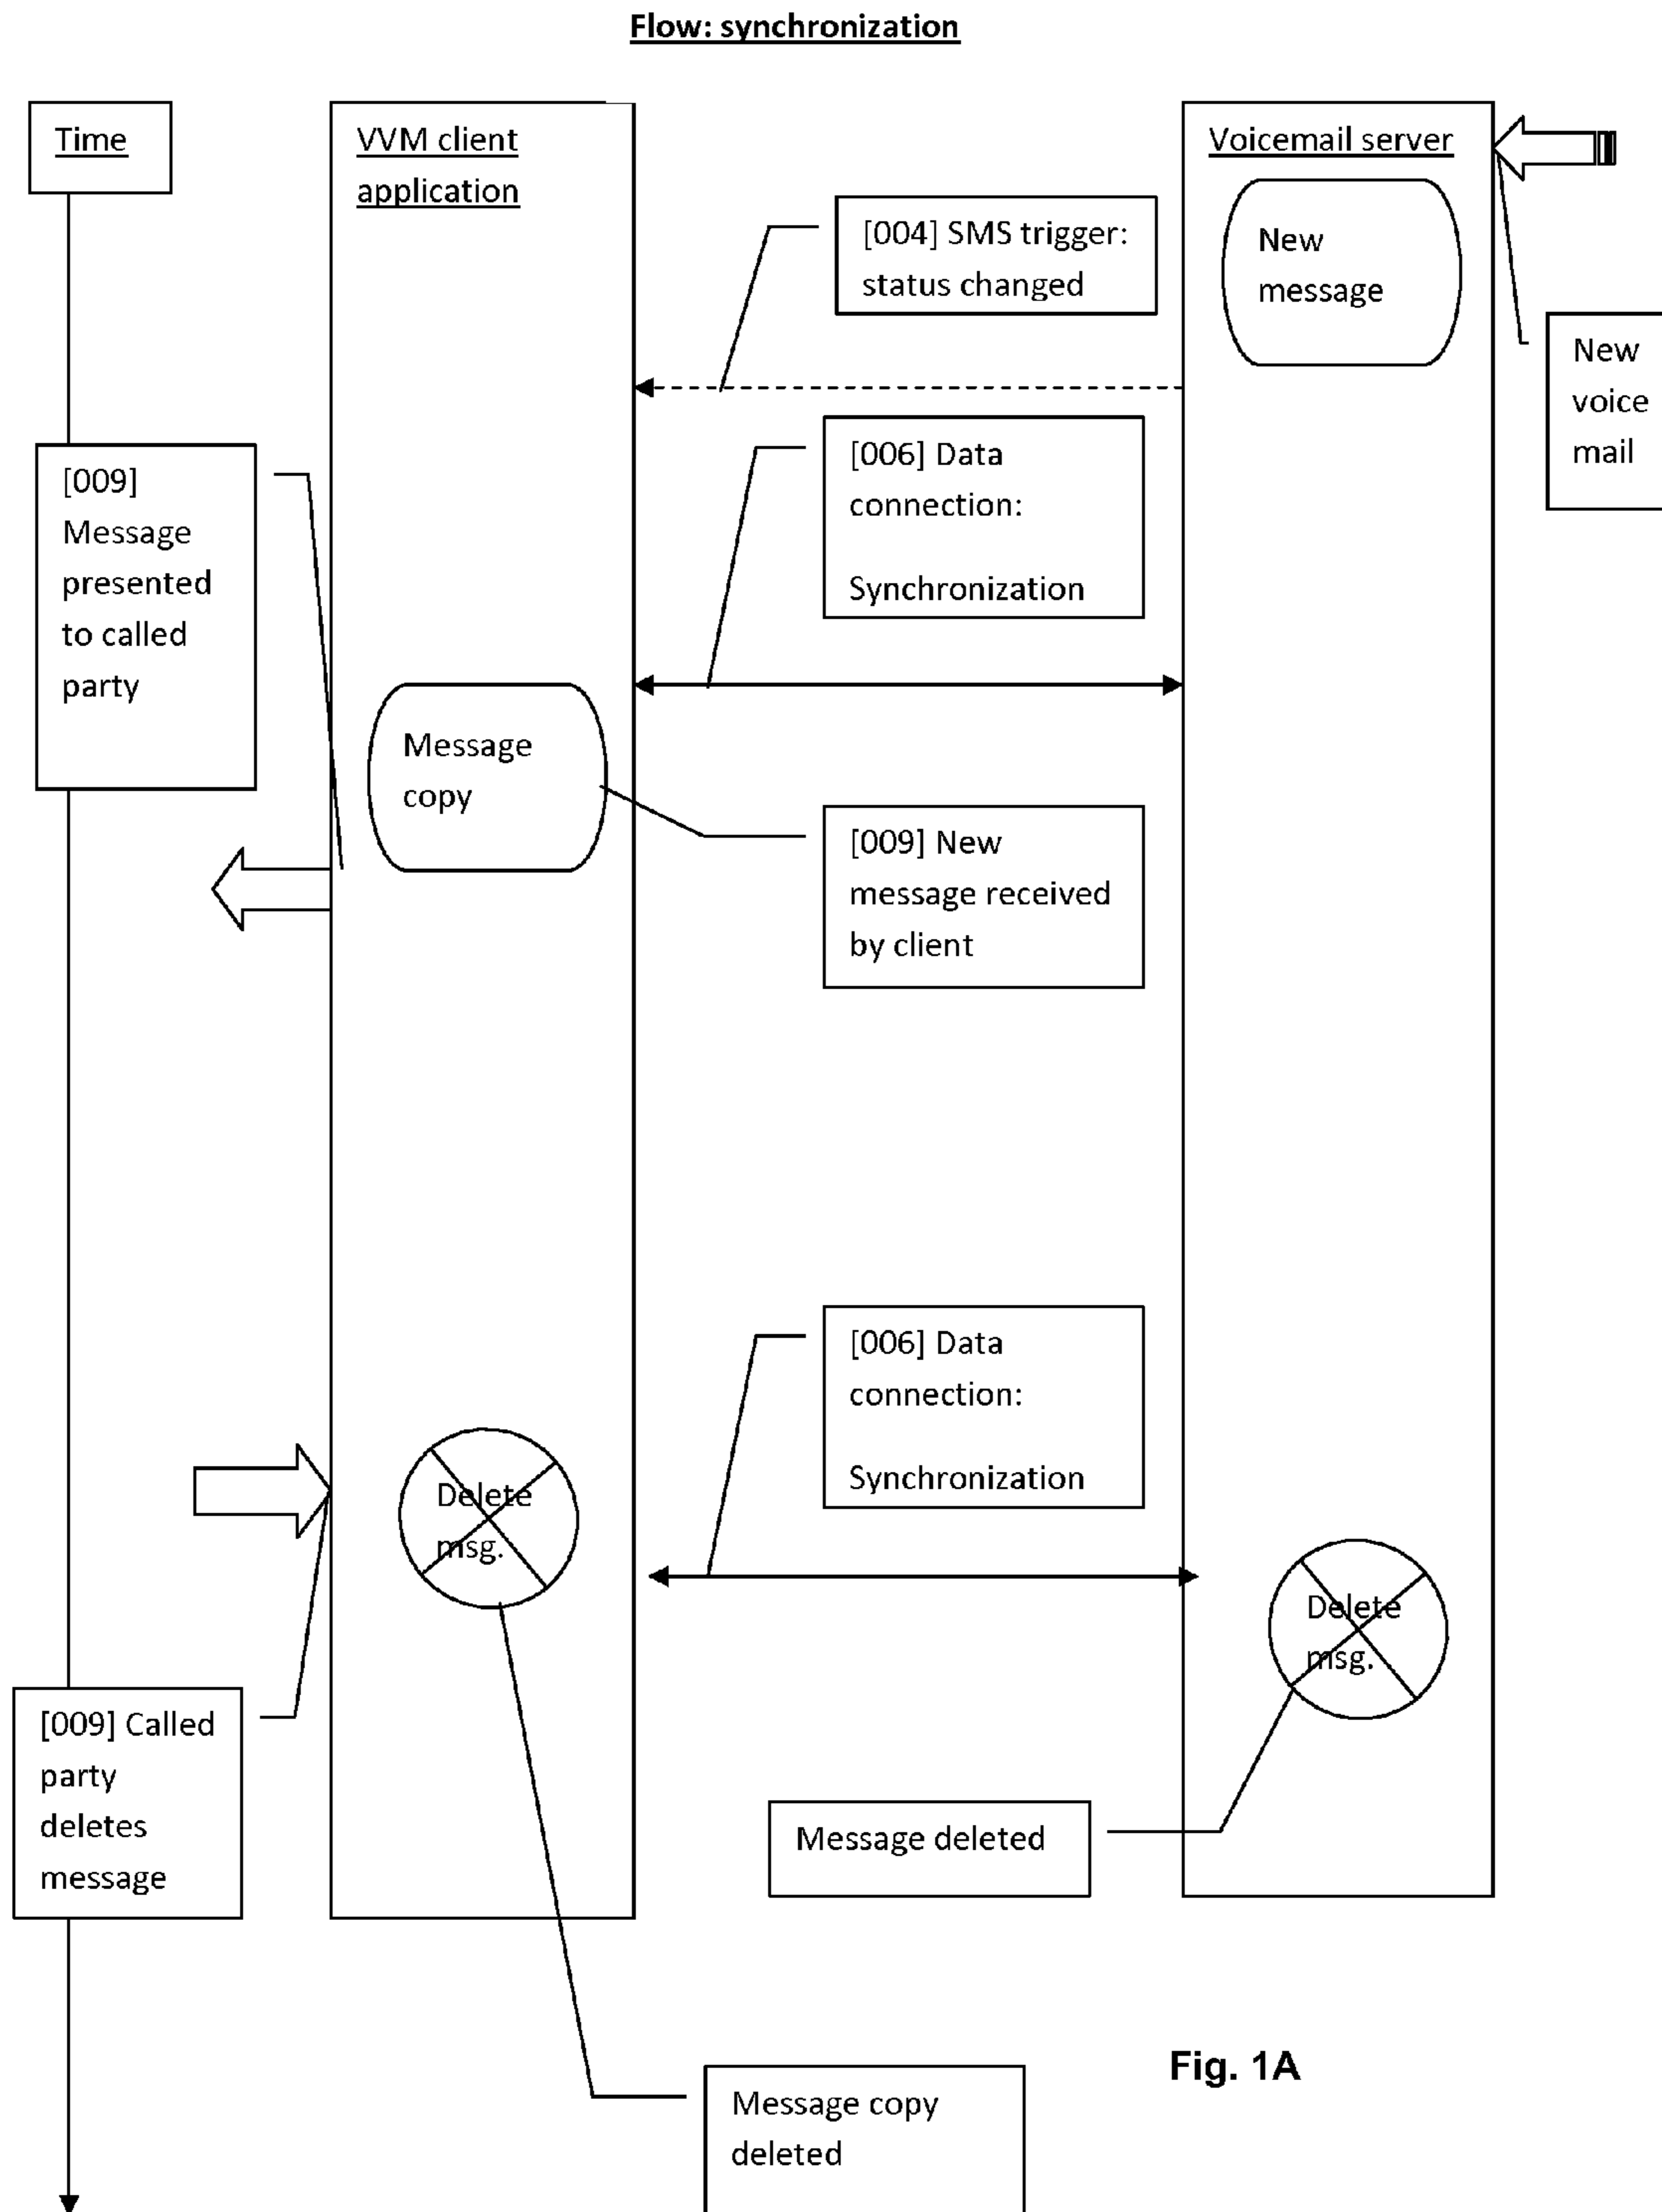 Flow: synchronization
Time
VVM client
application
Voicemail server
[004] SMS trigger:
status changed
New
message
New
voice
mail
[006] Data
connection:
Synchronization
[009]
Message
presented
to called
party
Message
copy
[009] New
message received
by client
[006] Data
connection:
Synchronization
Delete
msg.
Delete
msg.
[009] Called
party
deletes
message
Message deleted
Fig. 1A
Message copy
deleted